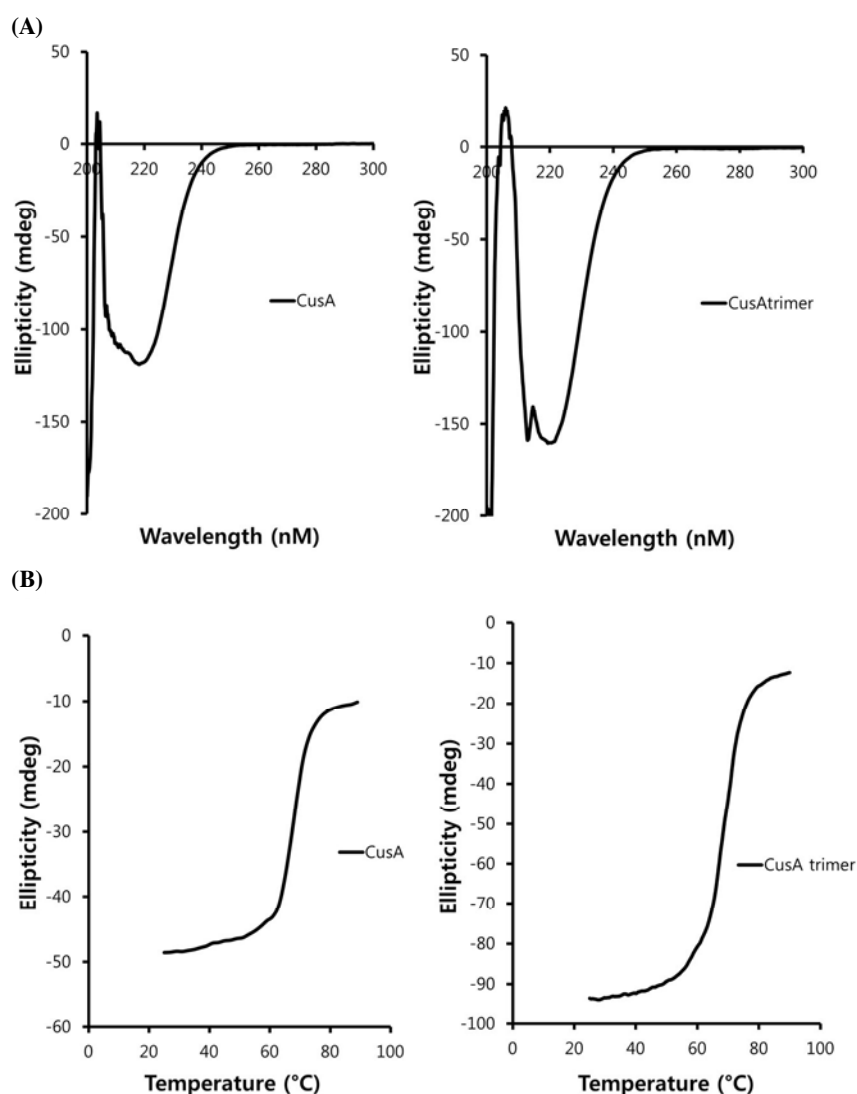 (A)
50
0
-50
-100
-150
-200
200 220 240 260 280 300
Ellipticity (mdeg)
CusA
Wavelength (nM)
50
0
-50
-100
-150
-200
200 220 240 260 280 300
Ellipticity (mdeg)
CusAtrimer
Wavelength (nM)
(B)
0
-10
-20
-30
-40
-50
-60
0 20 40 60 80 100
Ellipticity (mdeg)
CusA
Temperature (°C)
0
-10
-20
-30
-40
-50
-60
-70
-80
-90
-100
0 20 40 60 80 100
Ellipticity (mdeg)
CusA trimer
Temperature (°C)